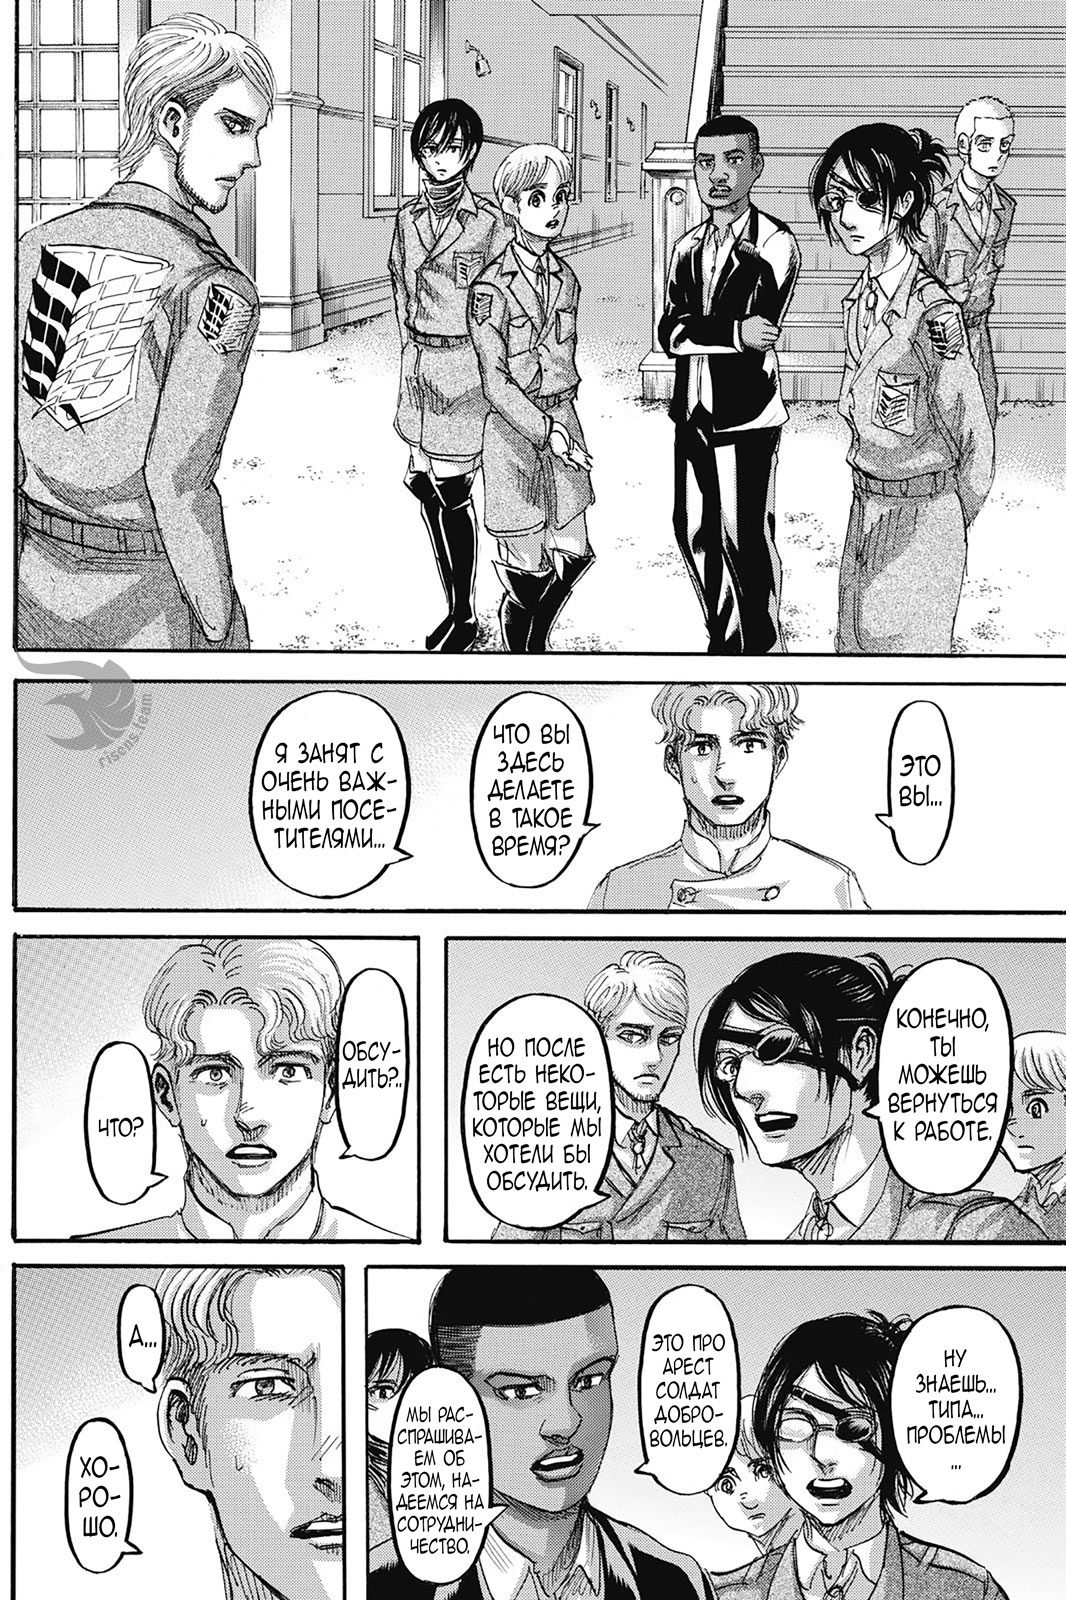 ЭТО
ВЫ...
ЧТО ВЫ
ЗДЕСЬ
ДЕЛАЕТЕ
В ТАКОЕ
ВРЕМЯ?
Я ЗАНЯТ С
ОЧЕНЬ ВАЖ-
НЫМИ ПОСЕ-
ТИТЕЛЯМИ...
risens.team
КОНЕЧНО,
ТЫ
МОЖЕШЬ
ВЕРНУТЬСЯ
К РАБОТЕ.
НО ПОСЛЕ
ЕСТЬ НЕКО-
ТОРЫЕ ВЕЩИ,
КОТОРЫЕ МЫ
ХОТЕЛИ БЫ
ОБСУДИТЬ.
ОБСУ-
ДИТЬ?..
ЧТО?
НУ
ЗНАЕШЬ...
ТИПА...
ПРОБЛЕМЫ
...
ЭТО ПРО
АРЕСТ
СОЛДАТ
ДОБРО-
ВОЛЬЦЕВ.
МЫ РАС-
СПРАШИВА-
ЕМ ОБ
ЭТОМ, НА-
ДЕЕМСЯ НА
СОТРУДНИ-
ЧЕСТВО.
А...
ХО-
РО-
ШО.